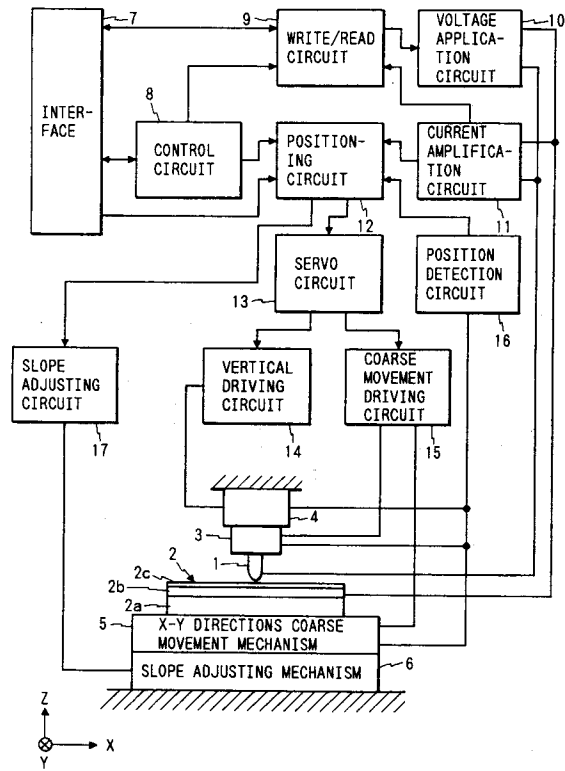 7
INTER-
FACE
9
WRITE/READ
CIRCUIT
10
VOLTAGE
APPLICA-
TION
CIRCUIT
8
CONTROL
CIRCUIT
POSITION-
ING
CIRCUIT
12
CURRENT
AMPLIFICA-
TION
CIRCUIT
11
SERVO
CIRCUIT
13
POSITION
DETECTION
CIRCUIT
16
SLOPE
ADJUSTING
CIRCUIT
17
VERTICAL
DRIVING
CIRCUIT
14
COARSE
MOVEMENT
DRIVING
CIRCUIT
15
4
3
1
2
2c
2b
2a
5
X-Y DIRECTIONS COARSE
MOVEMENT MECHANISM
SLOPE ADJUSTING MECHANISM
6
Z
X
Y